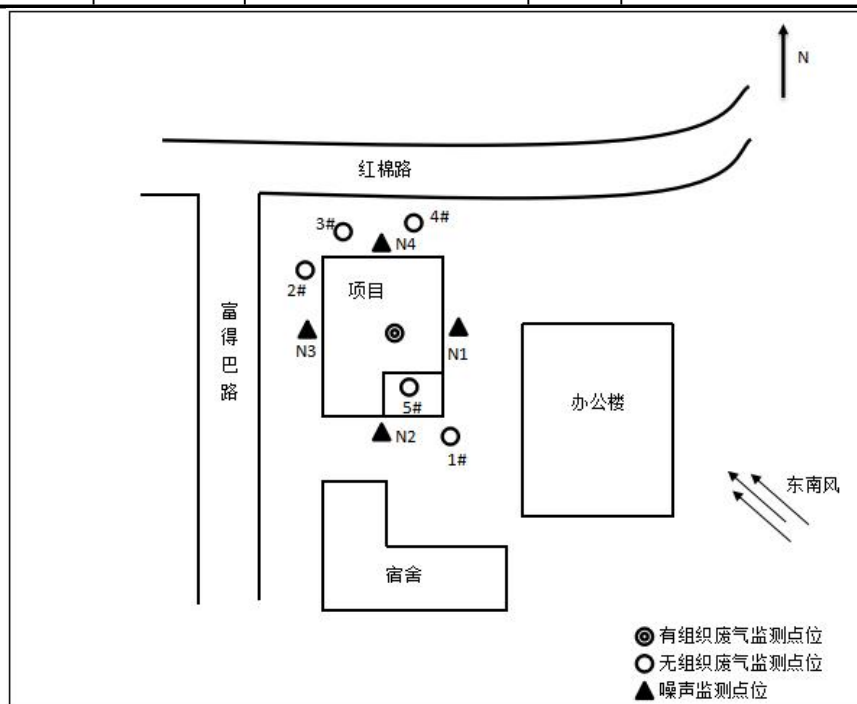 N
红棉路
3#
4#
N4
2#
项目
富得巴路
N3
N1
5#
办公楼
N2
1#
东南风
宿舍
有组织废气监测点位
无组织废气监测点位
噪声监测点位